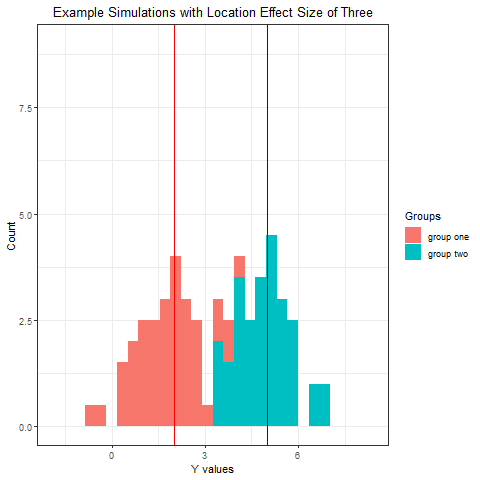 Example Simulations with Location Effect Size of Three
7.5
5.0
2.5
0.0
Count
0
3
6
Y values
Groups
group one
group two